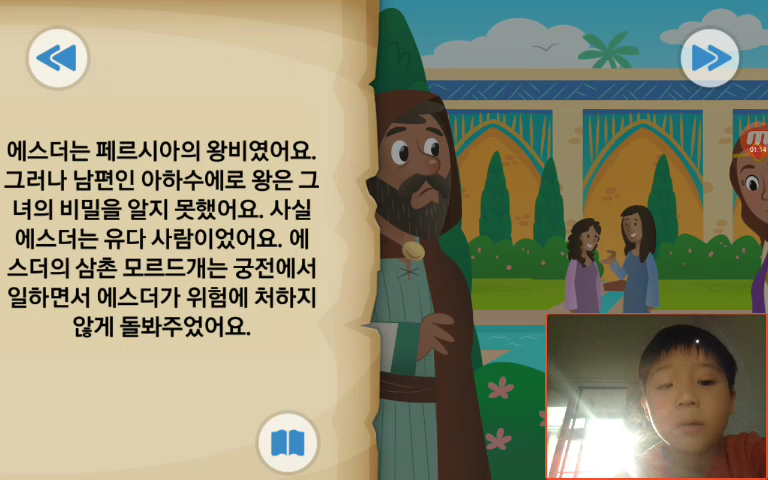 에스더는 페르시아의 왕비였어요.
그러나 남편인 아하수에로 왕은 그
녀의 비밀을 알지 못했어요. 사실
에스더는 유다 사람이었어요. 에
스더의 삼촌 모르드개는 궁전에서
일하면서 에스더가 위험에 처하지
않게 돌봐주었어요.
01:14